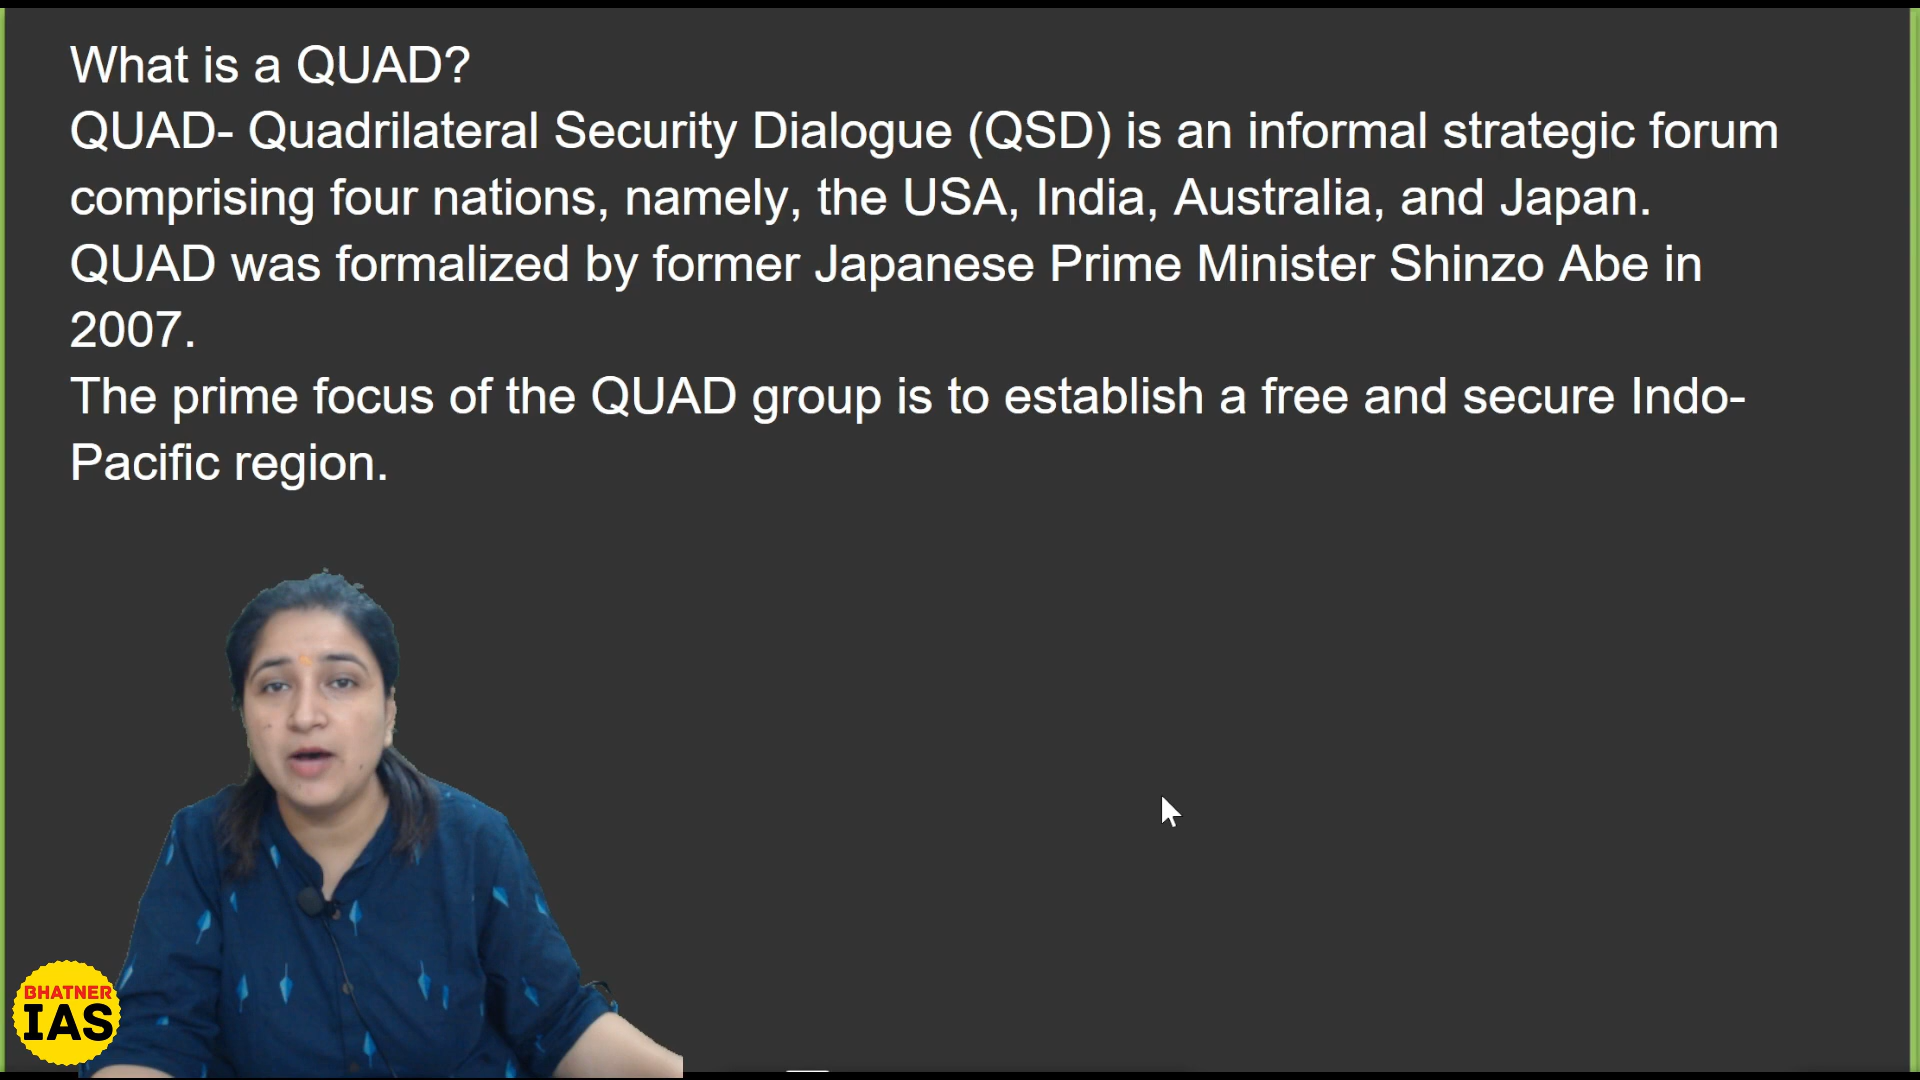 What is a QUAD?
QUAD- Quadrilateral Security Dialogue (QSD) is an informal strategic forum
comprising four nations, namely, the USA, India, Australia, and Japan.
QUAD was formalized by former Japanese Prime Minister Shinzo Abe in
2007.
The prime focus of the QUAD group is to establish a free and secure Indo-
Pacific region.
BHATNER
IAS